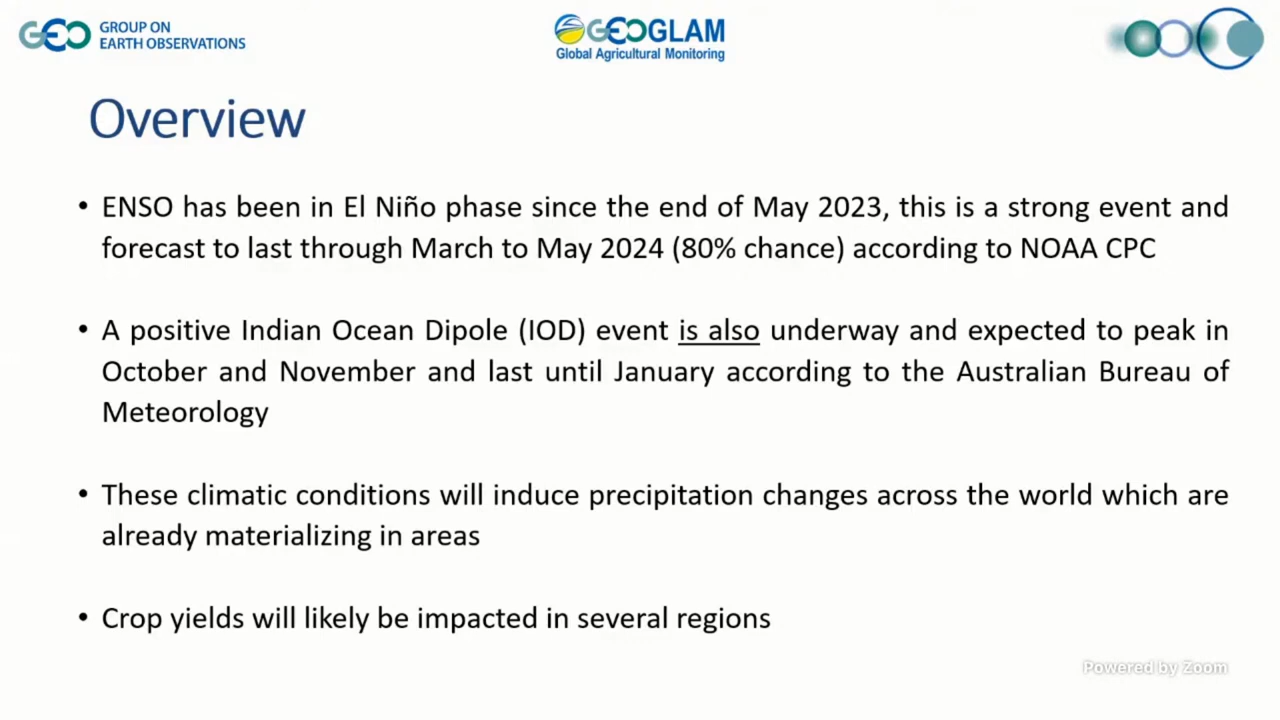 GEO GROUP ON
EARTH OBSERVATIONS
GEOGLAM
Global Agricultural Monitoring
Overview
• ENSO has been in El Niño phase since the end of May 2023, this is a strong event and
forecast to last through March to May 2024 (80% chance) according to NOAA CPC
• A positive Indian Ocean Dipole (IOD) event is also underway and expected to peak in
October and November and last until January according to the Australian Bureau of
Meteorology
• These climatic conditions will induce precipitation changes across the world which are
already materializing in areas
• Crop yields will likely be impacted in several regions
Powered by Zoom